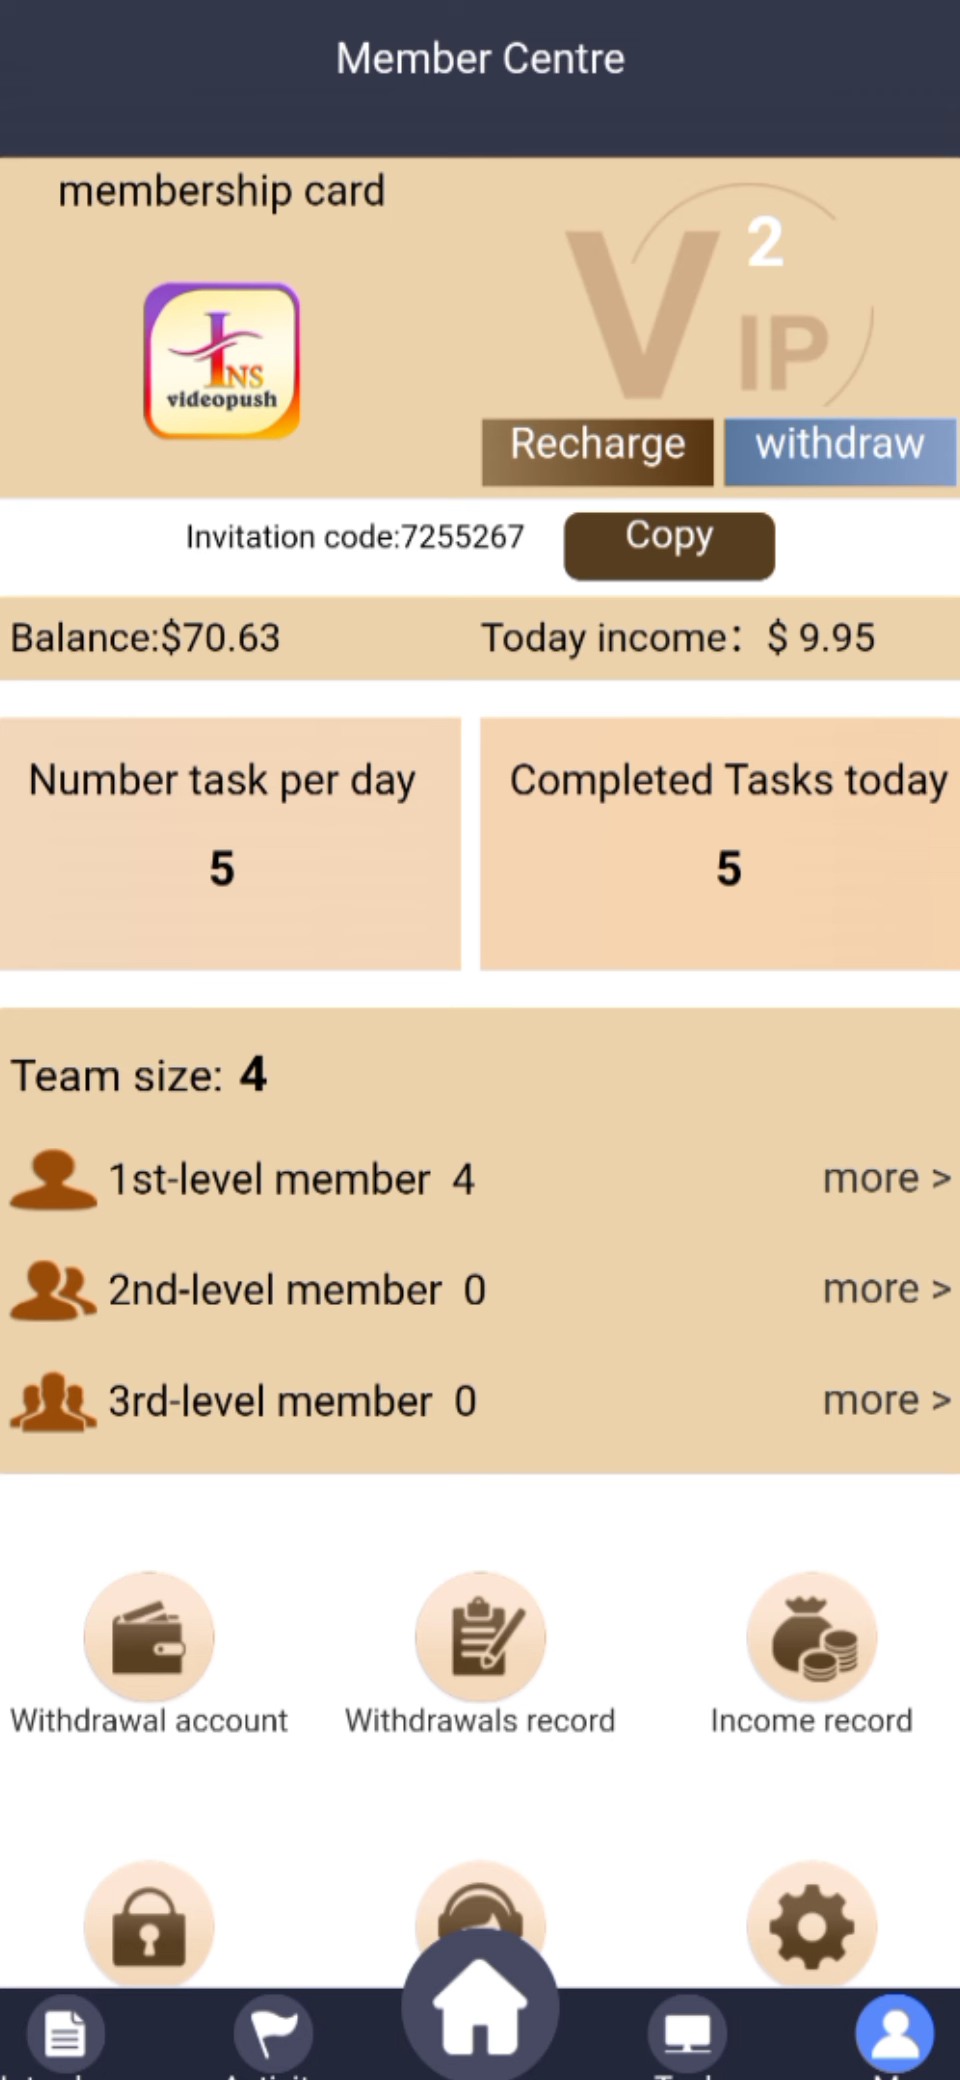 Member Centre
membership card
2
VIP
INS
videopush
Recharge
withdraw
Invitation code:7255267
Copy
Balance:$70.63
Today income： $ 9.95
Number task per day
Completed Tasks today
5
5
Team size: 4
1st-level member 4
more >
2nd-level member 0
more >
3rd-level member 0
more >
Withdrawal account
Withdrawals record
Income record